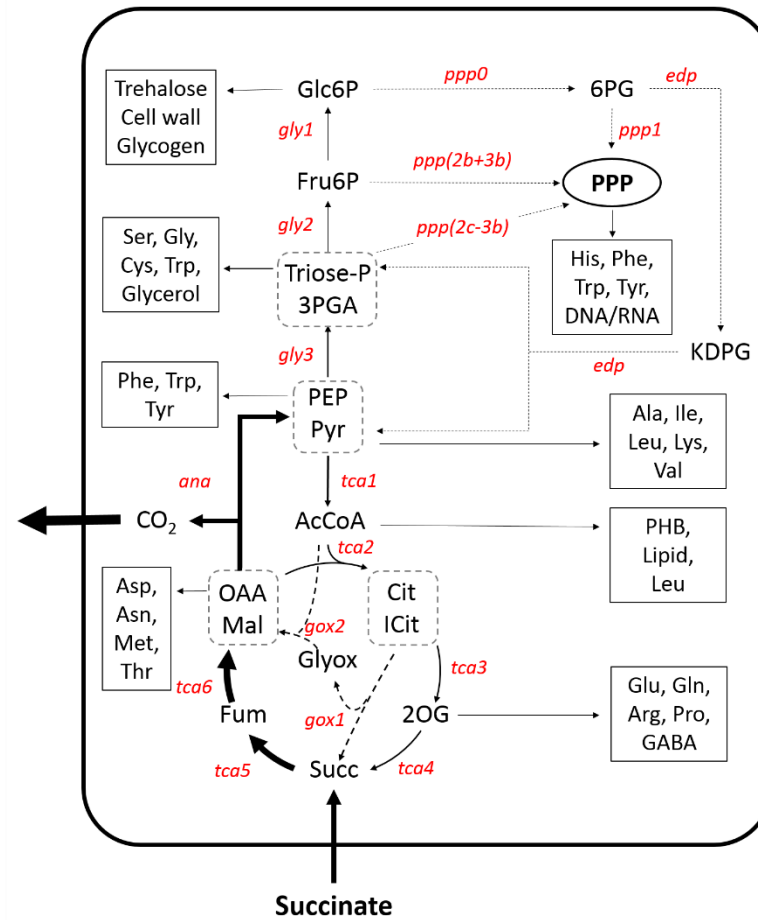 Trehalose
Cell wall
Glycogen
Glc6P
ppp0
6PG
edp
gly1
ppp1
Fru6P
ppp(2b+3b)
PPP
gly2
ppp(2c-3b)
Ser, Gly,
Cys, Trp,
Glycerol
Triose-P
3PGA
His, Phe,
Trp, Tyr,
DNA/RNA
gly3
KDPG
edp
Phe, Trp,
Tyr
PEP
Pyr
Ala, Ile,
Leu, Lys,
Val
ana
tca1
CO₂
AcCoA
PHB,
Lipid,
Leu
tca2
Asp,
Asn,
Met,
Thr
OAA
Mal
Cit
ICit
gox2
Glyox
tca3
tca6
Fum
gox1
2OG
Glu, Gln,
Arg, Pro,
GABA
tca5
Succ
tca4
Succinate